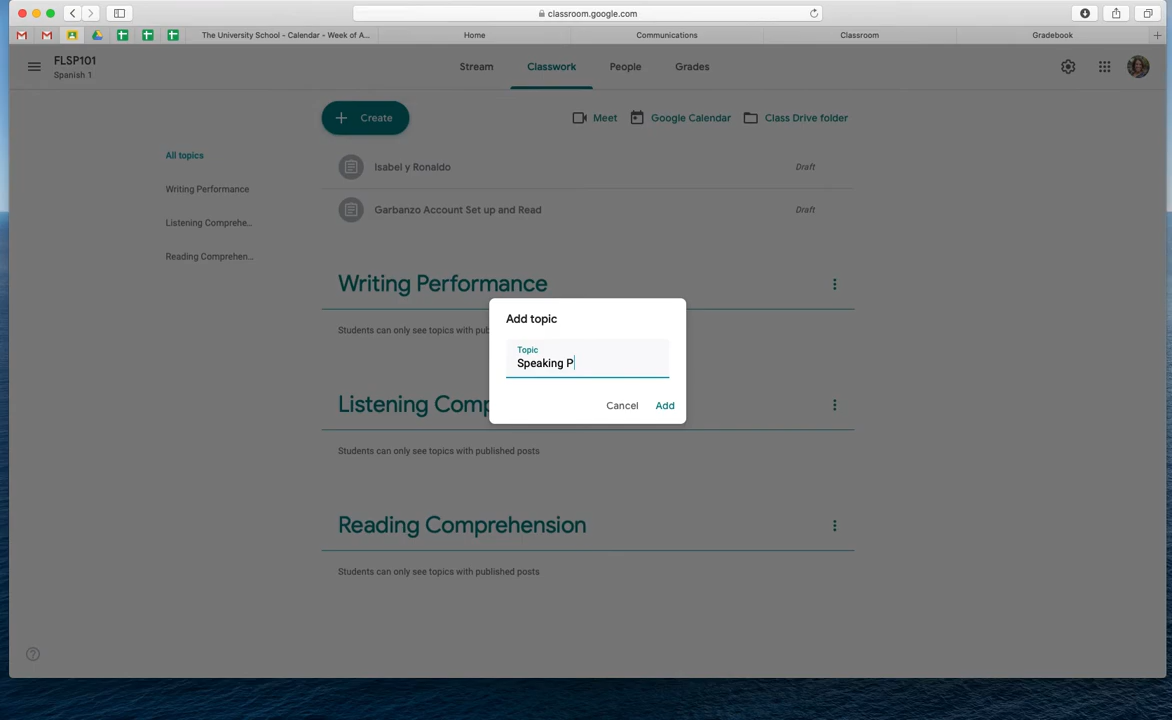 classroom.google.com
The University School - Calendar - Week of A...
Home
Communications
Classroom
Gradebook
FLSP101
Spanish 1
Stream
Classwork
People
Grades
Create
Meet
Google Calendar
Class Drive folder
All topics
Writing Performance
Listening Comprehe...
Reading Comprehen...
Isabel y Ronaldo
Draft
Garbanzo Account Set up and Read
Draft
Writing Performance
Students can only see topics with pub
Listening Comp
Students can only see topics with published posts
Reading Comprehension
Students can only see topics with published posts
Add topic
Topic
Speaking P
Cancel
Add